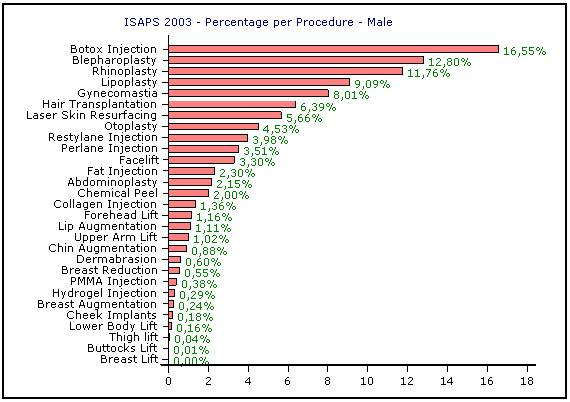 ISAPS 2003 - Percentage per Procedure - Male
Botox Injection 16,55%
Blepharoplasty 12,80%
Rhinoplasty 11,76%
Lipoplasty 9,09%
Gynecomastia 8,01%
Hair Transplantation 6,39%
Laser Skin Resurfacing 5,66%
Otoplasty 4,53%
Restylane Injection 3,98%
Perlane Injection 3,51%
Facelift 3,30%
Fat Injection 2,30%
Abdominoplasty 2,15%
Chemical Peel 2,00%
Collagen Injection 1,36%
Forehead Lift 1,16%
Lip Augmentation 1,11%
Upper Arm Lift 1,02%
Chin Augmentation 0,88%
Dermabrasion 0,60%
Breast Reduction 0,55%
PMMA Injection 0,38%
Hydrogel Injection 0,29%
Breast Augmentation 0,24%
Cheek Implants 0,18%
Lower Body Lift 0,16%
Thigh lift 0,04%
Buttocks Lift 0,01%
Breast Lift 0,00%
0 2 4 6 8 10 12 14 16 18